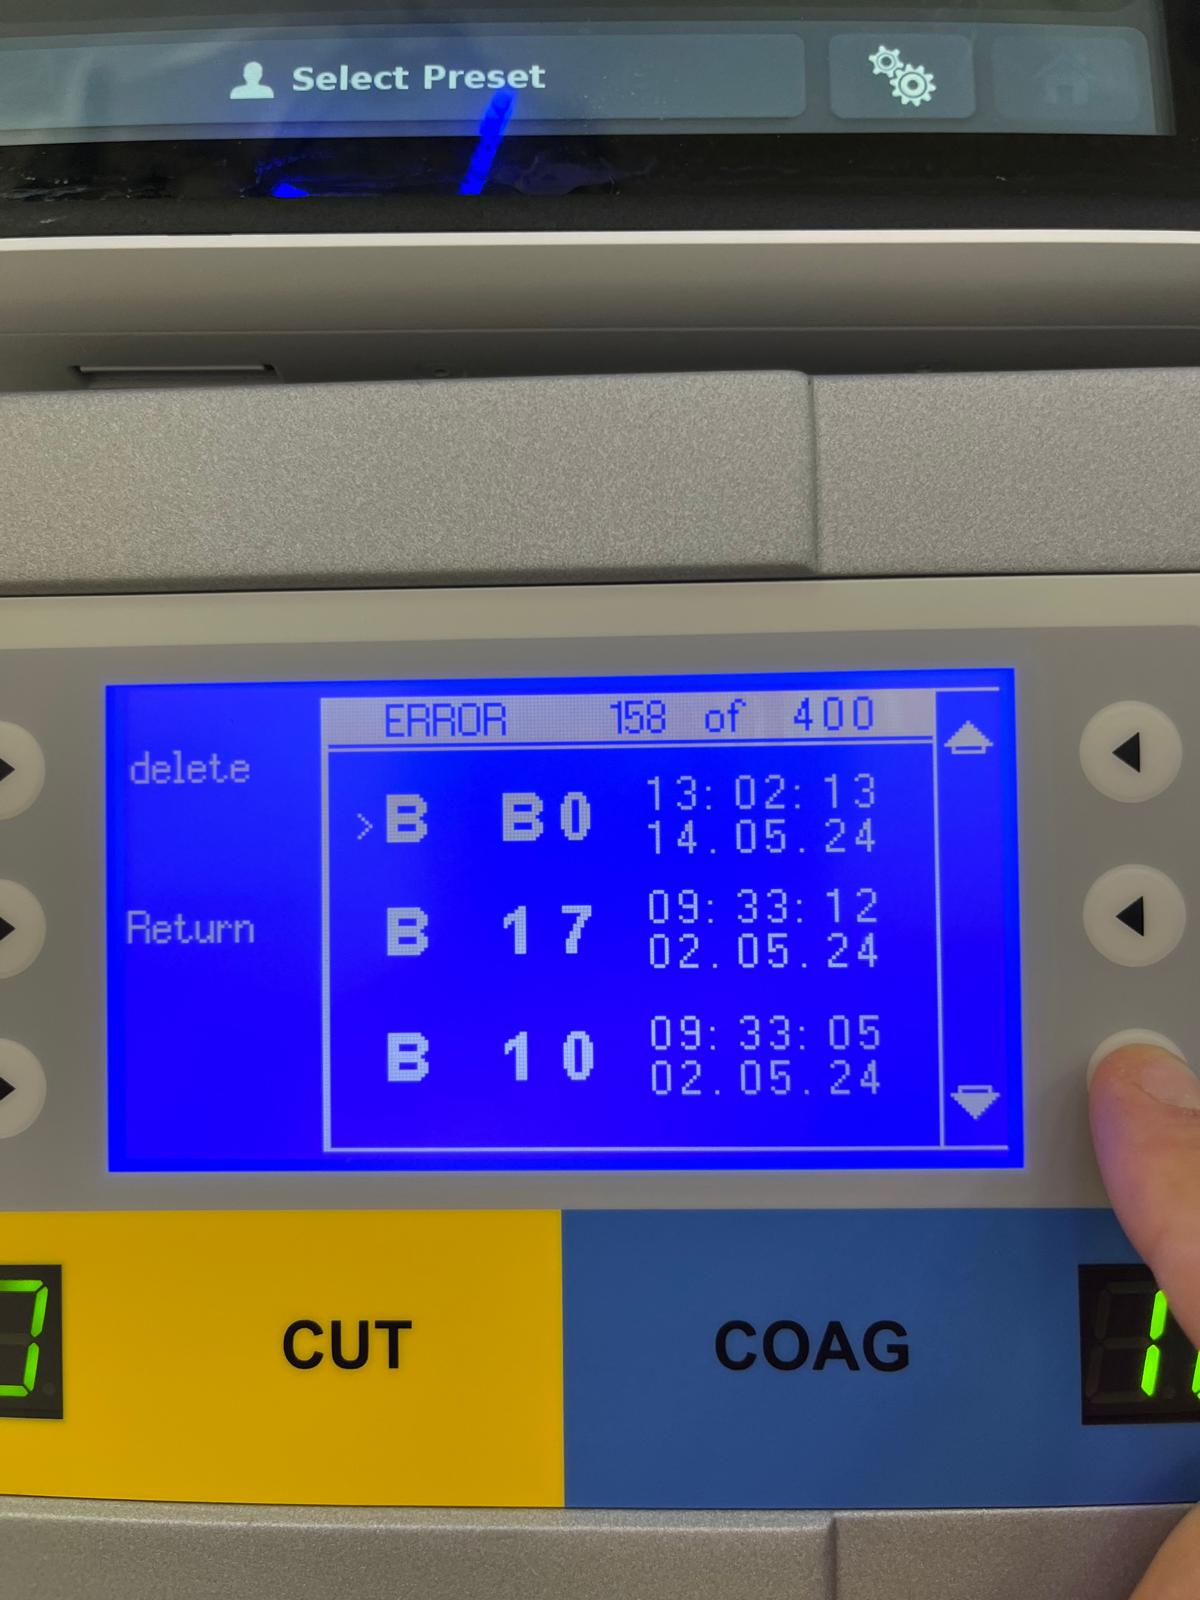 Select Preset
delete
Return
ERROR 158 of 400
>B B0 13:02:13
14.05.24
B 17 09:33:12
02.05.24
B 10 09:33:05
02.05.24
CUT
COAG